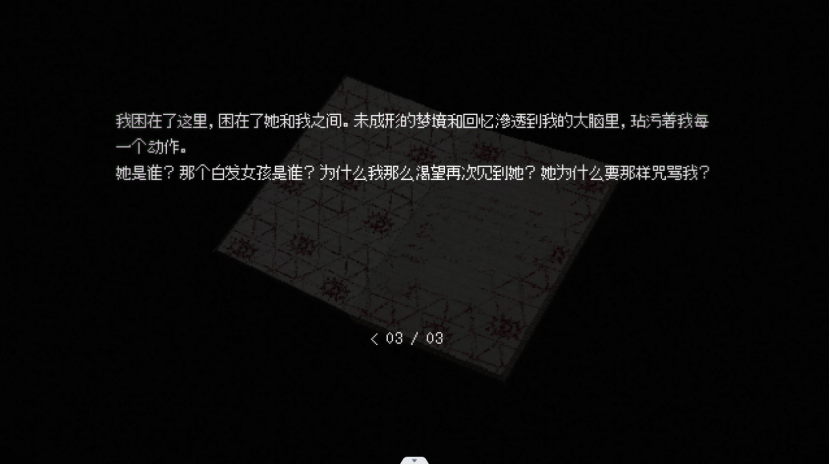 我困在了这里，困在了她和我之间。未成形的梦境和回忆渗透到我的大脑里，玷污着我每
一个动作。
她是谁？那个白发女孩是谁？为什么我那么渴望再次见到她？她为什么要那样咒骂我？
< 03 / 03